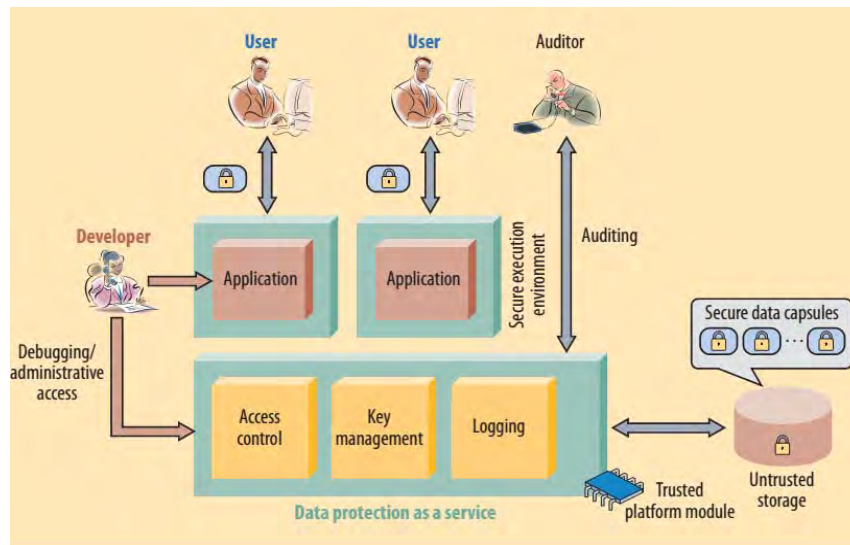 User
User
Auditor
Developer
Application
Application
Secure execution
environment
Auditing
Debugging/
administrative
access
Secure data capsules
...
Access
control
Key
management
Logging
Untrusted
storage
Trusted
platform module
Data protection as a service